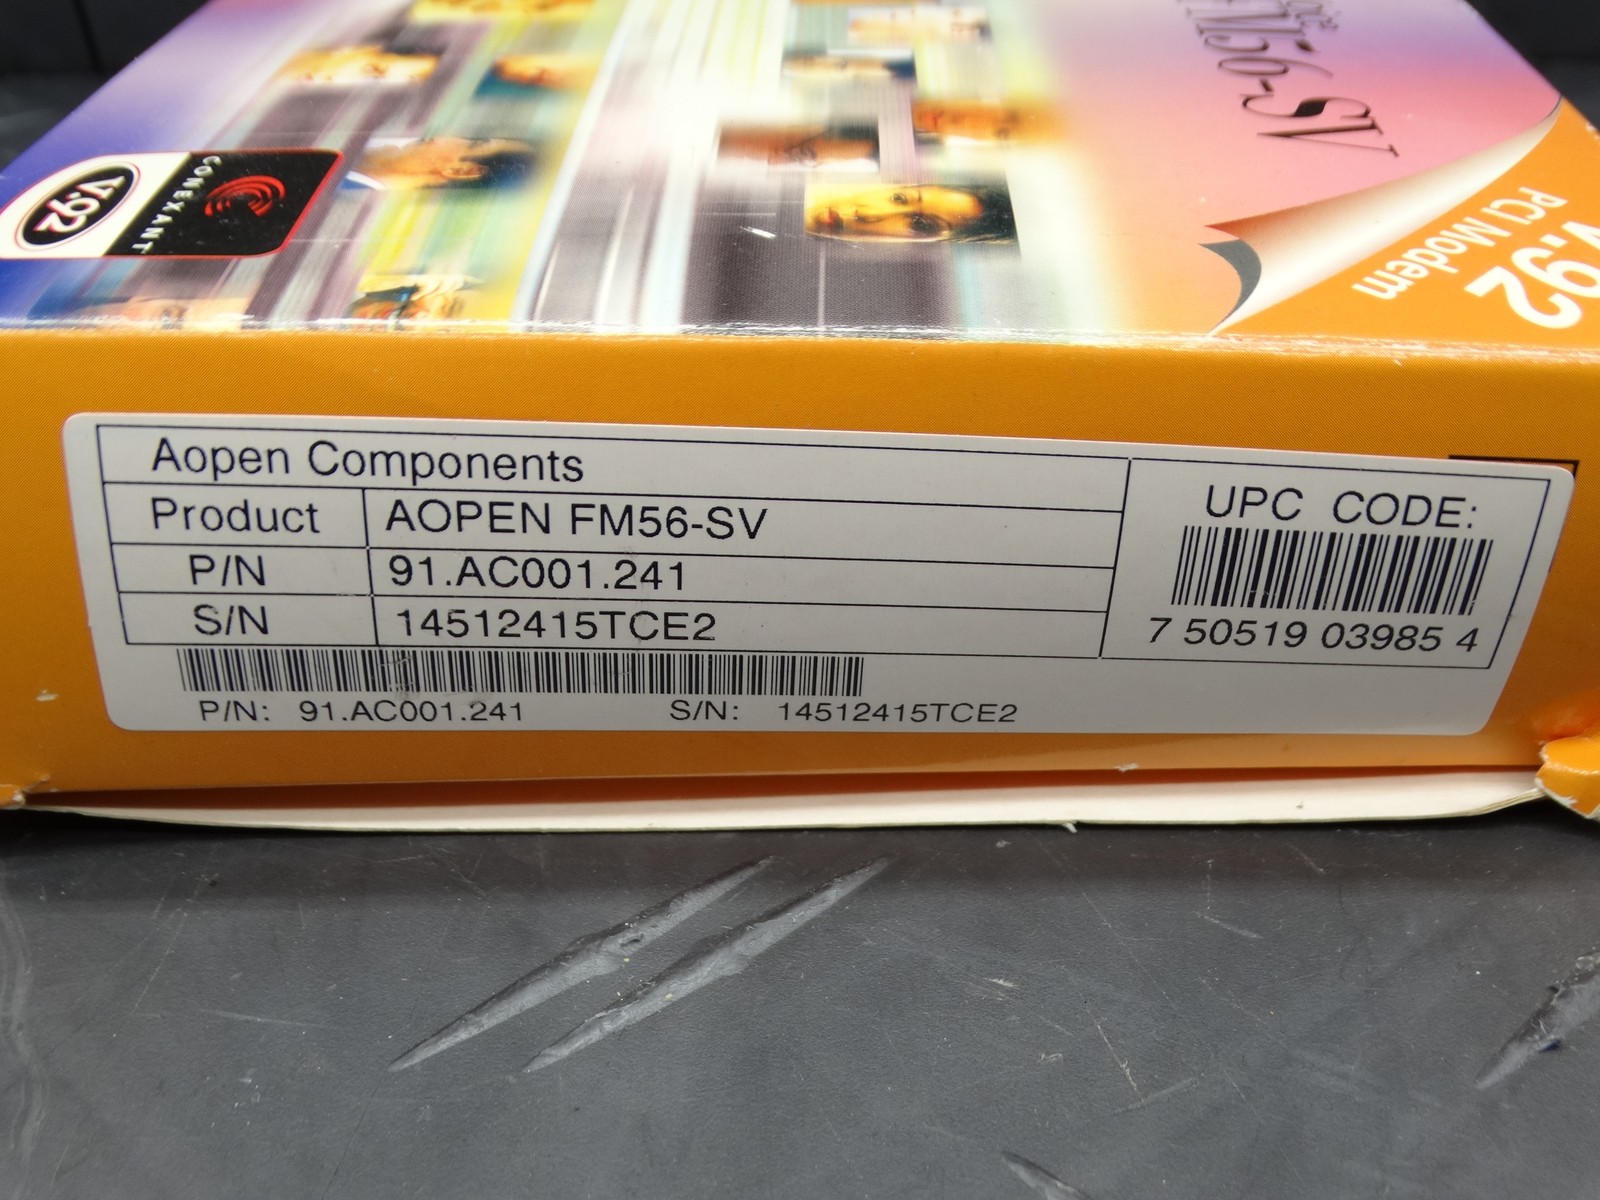 FM56-SV
V.92
PCI Modem
CONEXANT
V.92
Aopen Components
Product AOPEN FM56-SV
P/N 91.AC001.241
S/N 14512415TCE2
UPC CODE:
7 50519 03985 4
P/N: 91.AC001.241 S/N: 14512415TCE2